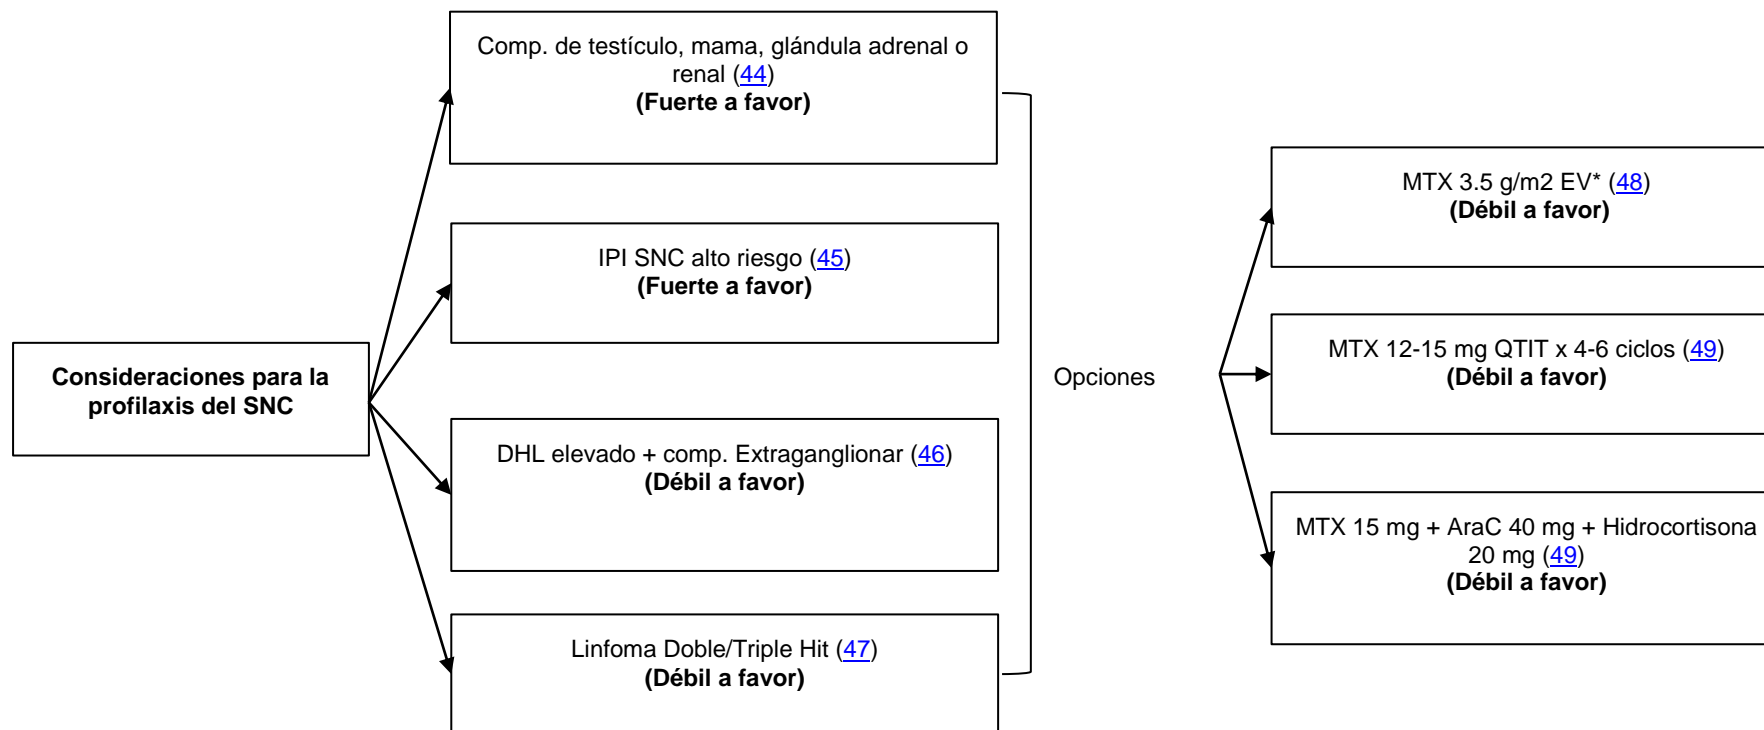 Comp. de testículo, mama, glándula adrenal o
renal (44)
(Fuerte a favor)
IPI SNC alto riesgo (45)
(Fuerte a favor)
Consideraciones para la
profilaxis del SNC
DHL elevado + comp. Extraganglionar (46)
(Débil a favor)
Linfoma Doble/Triple Hit (47)
(Débil a favor)
Opciones
MTX 3.5 g/m2 EV* (48)
(Débil a favor)
MTX 12-15 mg QTIT x 4-6 ciclos (49)
(Débil a favor)
MTX 15 mg + AraC 40 mg + Hidrocortisona
20 mg (49)
(Débil a favor)